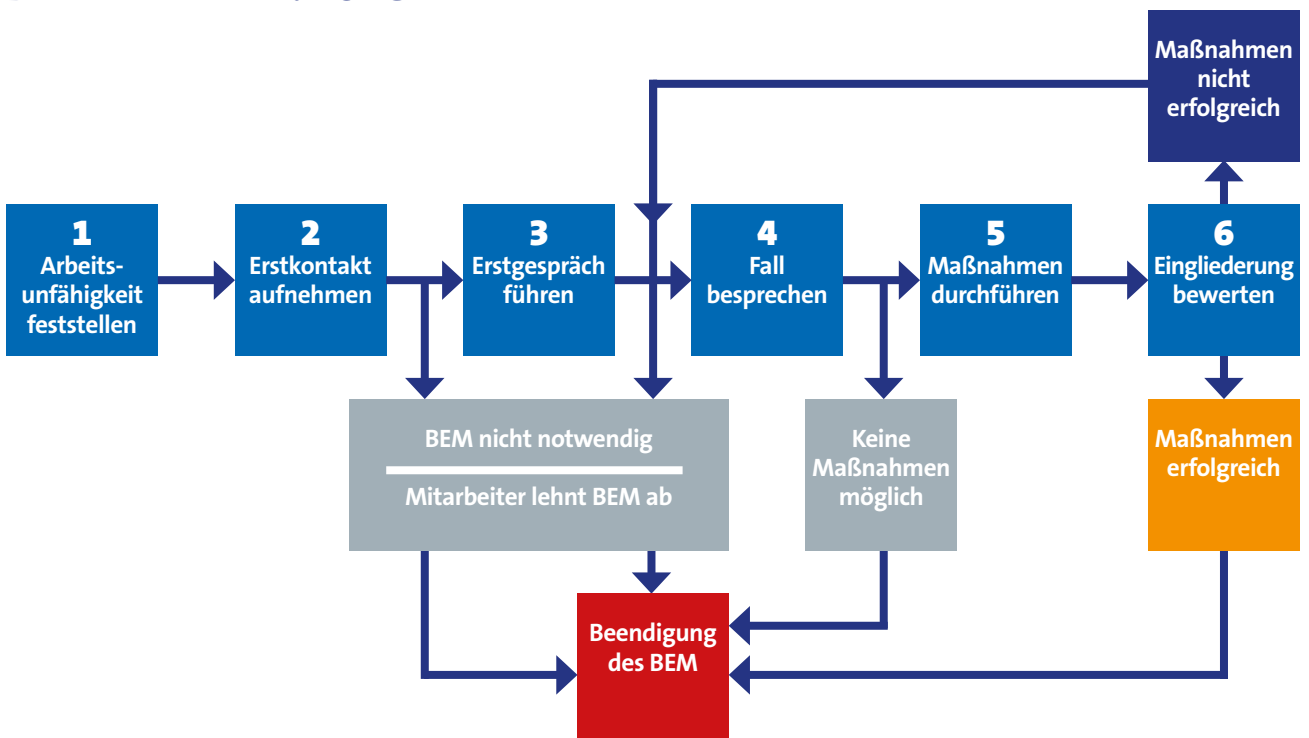 Maßnahmen
nicht
erfolgreich
1
Arbeits-
unfähigkeit
feststellen
2
Erstkontakt
aufnehmen
3
Erstgespräch
führen
4
Fall
besprechen
5
Maßnahmen
durchführen
6
Eingliederung
bewerten
BEM nicht notwendig
Mitarbeiter lehnt BEM ab
Keine
Maßnahmen
möglich
Maßnahmen
erfolgreich
Beendigung
des BEM